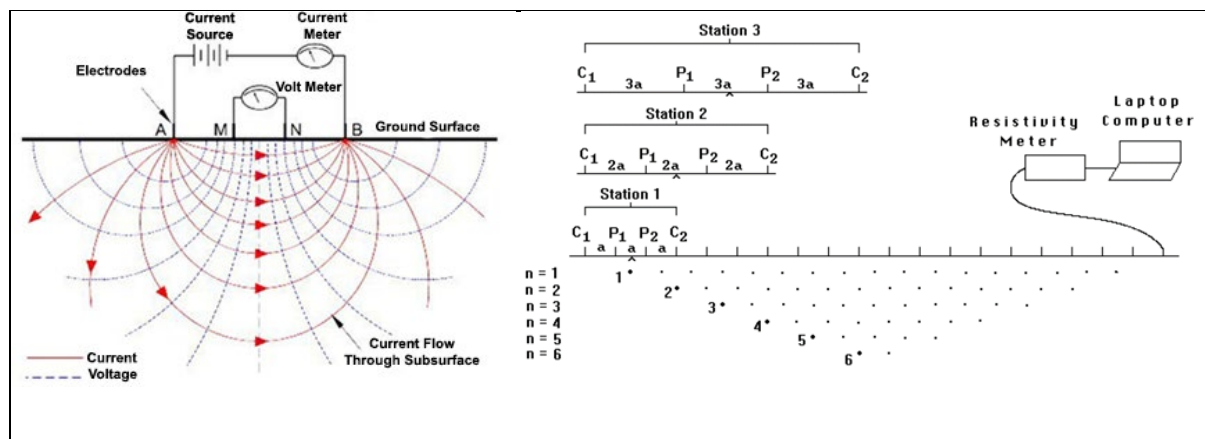 Current
Source
Current
Meter
Electrodes
Volt Meter
A M N B
Ground Surface
Current Flow
Through Subsurface
Current
Voltage
Station 3
C1 P1 P2 C2
3a 3a 3a
Station 2
C1 P1 P2 C2
2a 2a 2a
Station 1
C1 P1 P2 C2
a a a
Laptop
Computer
Resistivity
Meter
n = 1
n = 2
n = 3
n = 4
n = 5
n = 6
1
2
3
4
5
6